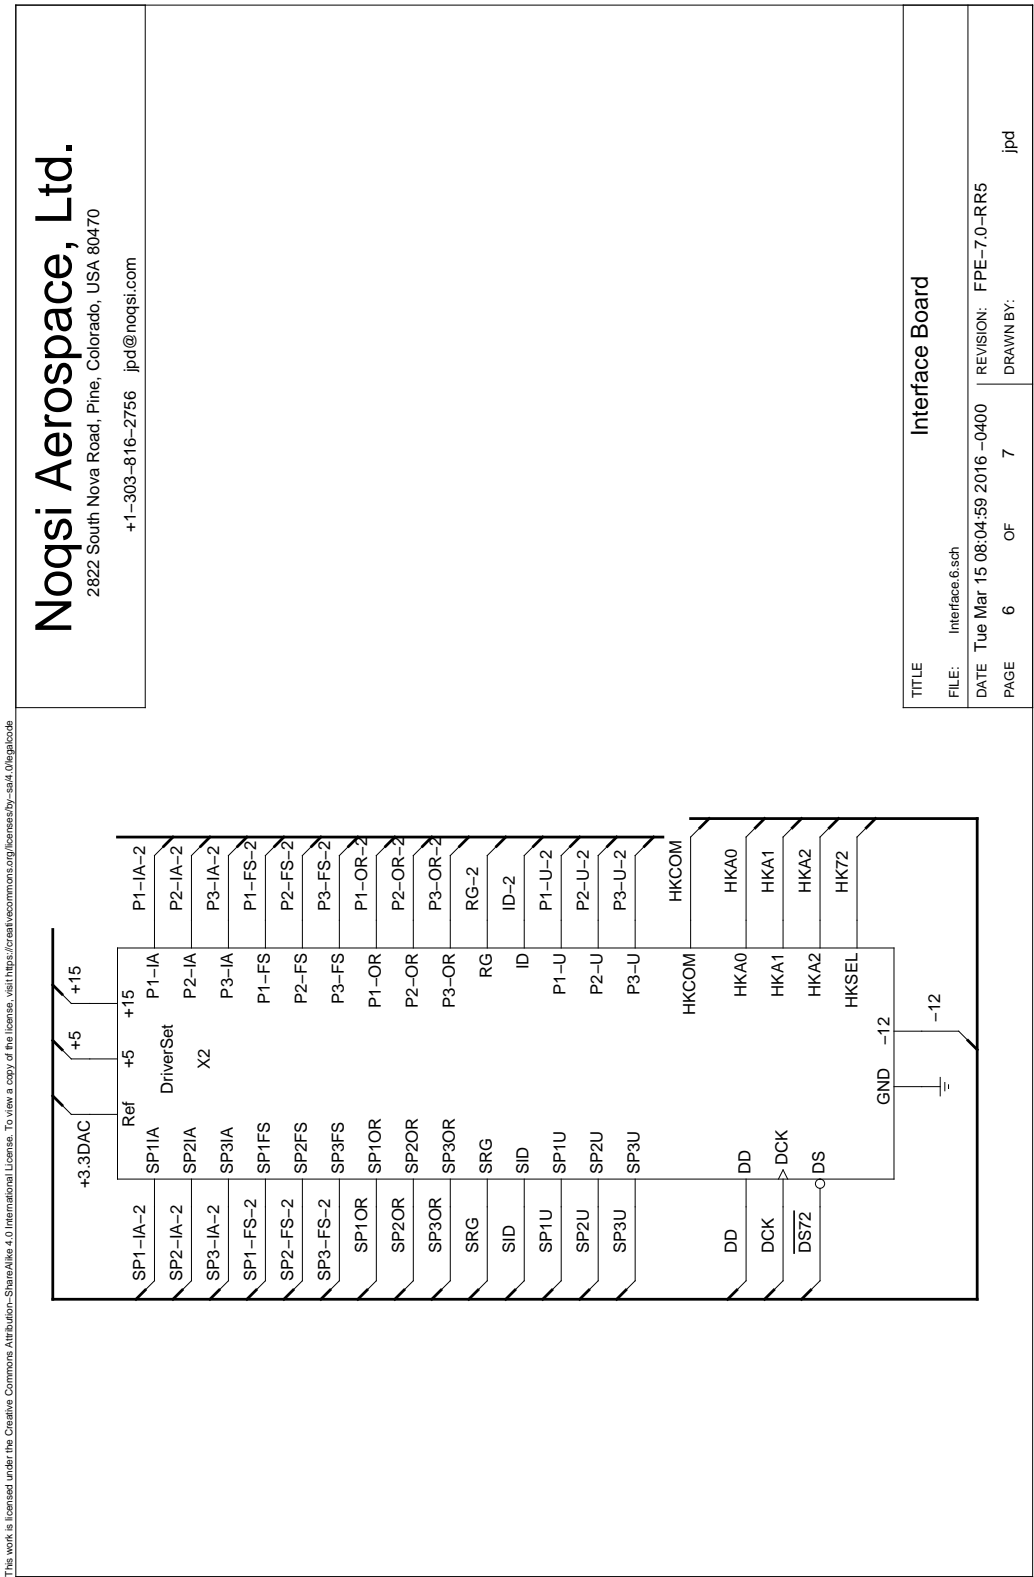 This work is licensed under the Creative Commons Attribution−ShareAlike 4.0 International License. To view a copy of the license, visit https://creativecommons.org/licenses/by−sa/4.0/legalcode
Noqsi Aerospace, Ltd.
2822 South Nova Road, Pine, Colorado, USA 80470
+1−303−816−2756 jpd@noqsi.com
+3.3DAC
+5
+15
Ref
+5
+15
DriverSet
X2
SP1−IA−2 SP1IA P1−IA P1−IA−2
SP2−IA−2 SP2IA P2−IA P2−IA−2
SP3−IA−2 SP3IA P3−IA P3−IA−2
SP1−FS−2 SP1FS P1−FS P1−FS−2
SP2−FS−2 SP2FS P2−FS P2−FS−2
SP3−FS−2 SP3FS P3−FS P3−FS−2
SP1OR SP1OR P1−OR P1−OR−2
SP2OR SP2OR P2−OR P2−OR−2
SP3OR SP3OR P3−OR P3−OR−2
SRG SRG RG RG−2
SID SID ID ID−2
SP1U SP1U P1−U P1−U−2
SP2U SP2U P2−U P2−U−2
SP3U SP3U P3−U P3−U−2
HKCOM HKCOM
DD DD HKA0 HKA0
DCK DCK HKA1 HKA1
DS72 DS HKA2 HKA2
HKSEL HK72
GND −12
−12
TITLE
Interface Board
FILE: Interface.6.sch
DATE Tue Mar 15 08:04:59 2016 −0400 REVISION: FPE−7.0−RR5
PAGE 6 OF 7 DRAWN BY: jpd